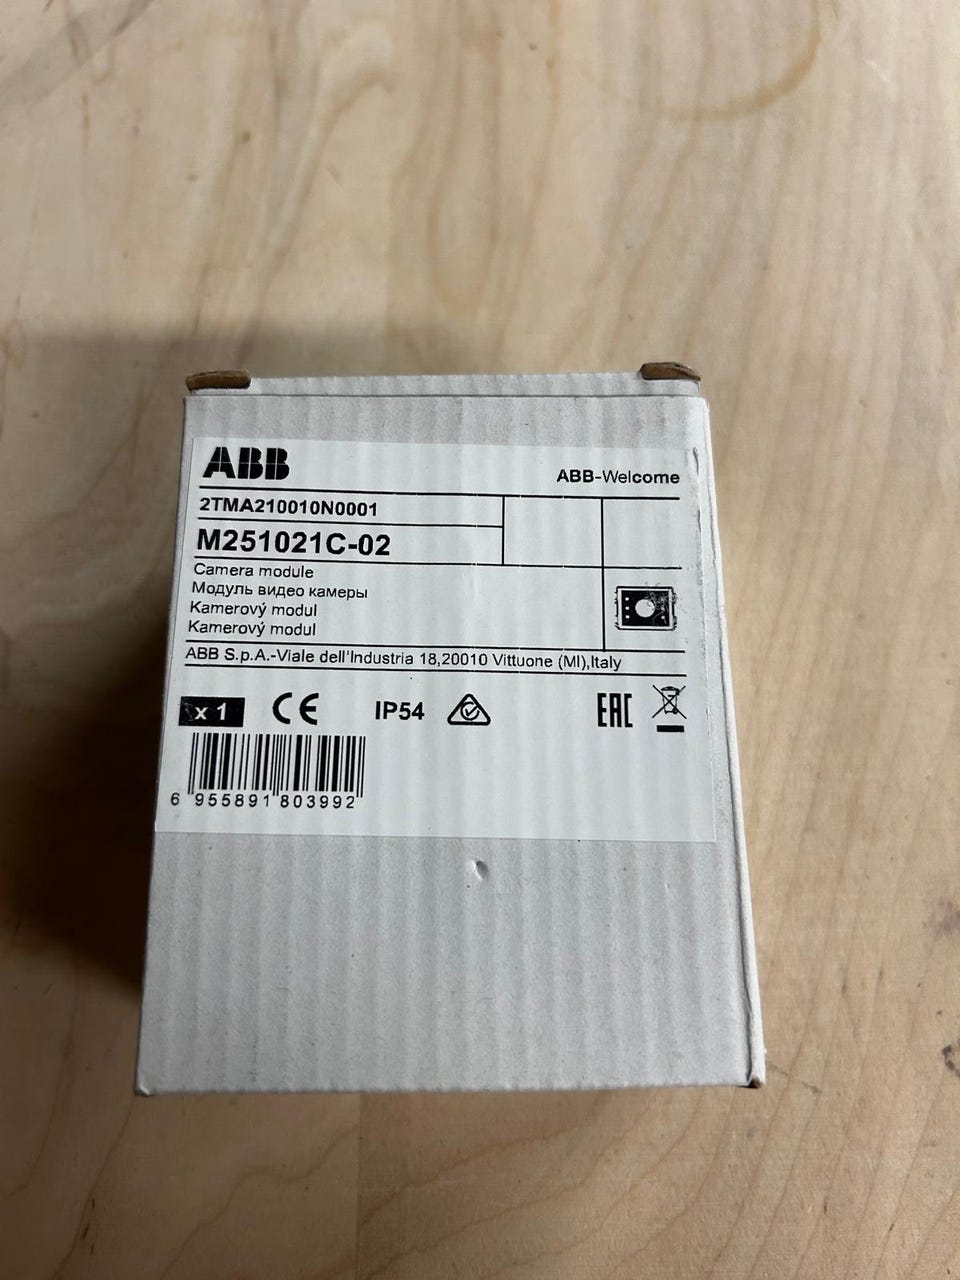 ABB
ABB-Welcome
2TMA210010N0001
M251021C-02
Camera module
Модуль видео камеры
Kamerový modul
Kamerový modul
ABB S.p.A.-Viale dell'Industria 18,20010 Vittuone (MI),Italy
x 1 CE IP54 EAC
6 955891 803992